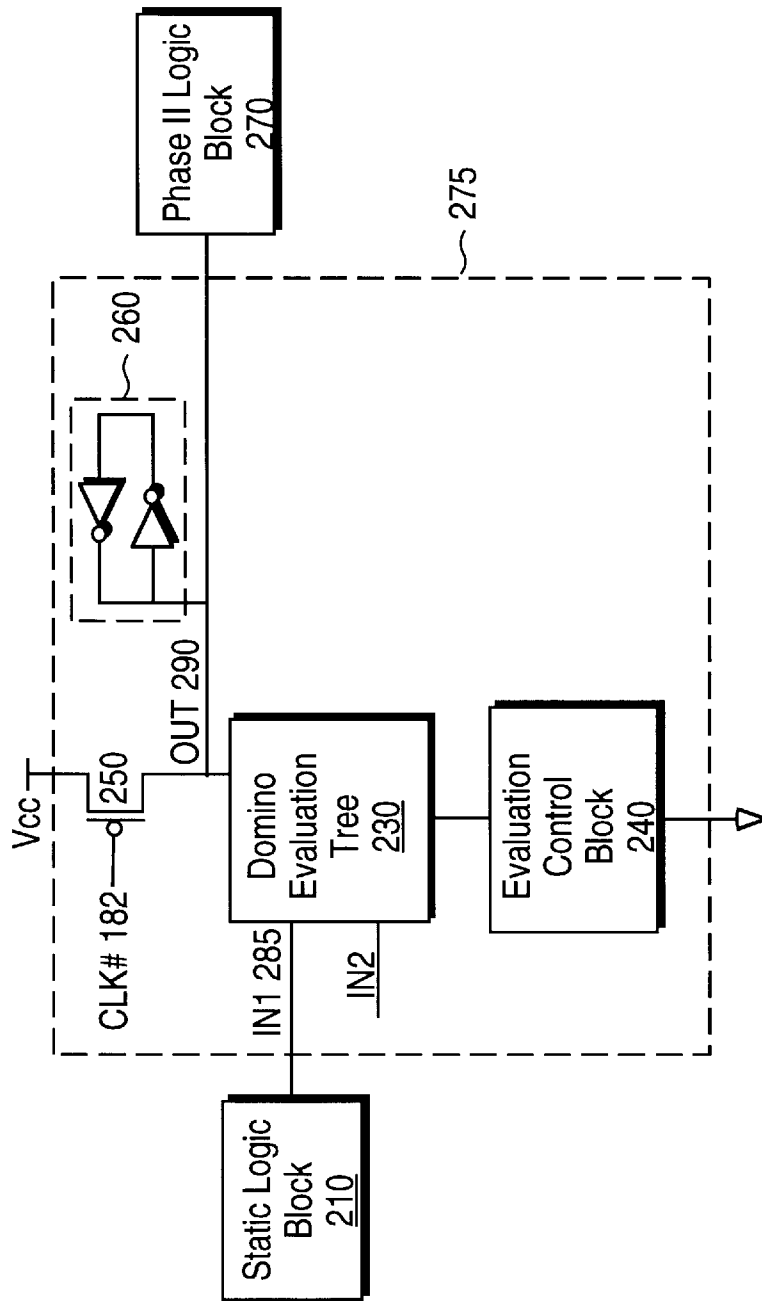 Vcc
CLK# 182
250
260
275
OUT 290
Phase II Logic
Block
270
Static Logic
Block
210
IN1 285
IN2
Domino
Evaluation
Tree
230
Evaluation
Control
Block
240